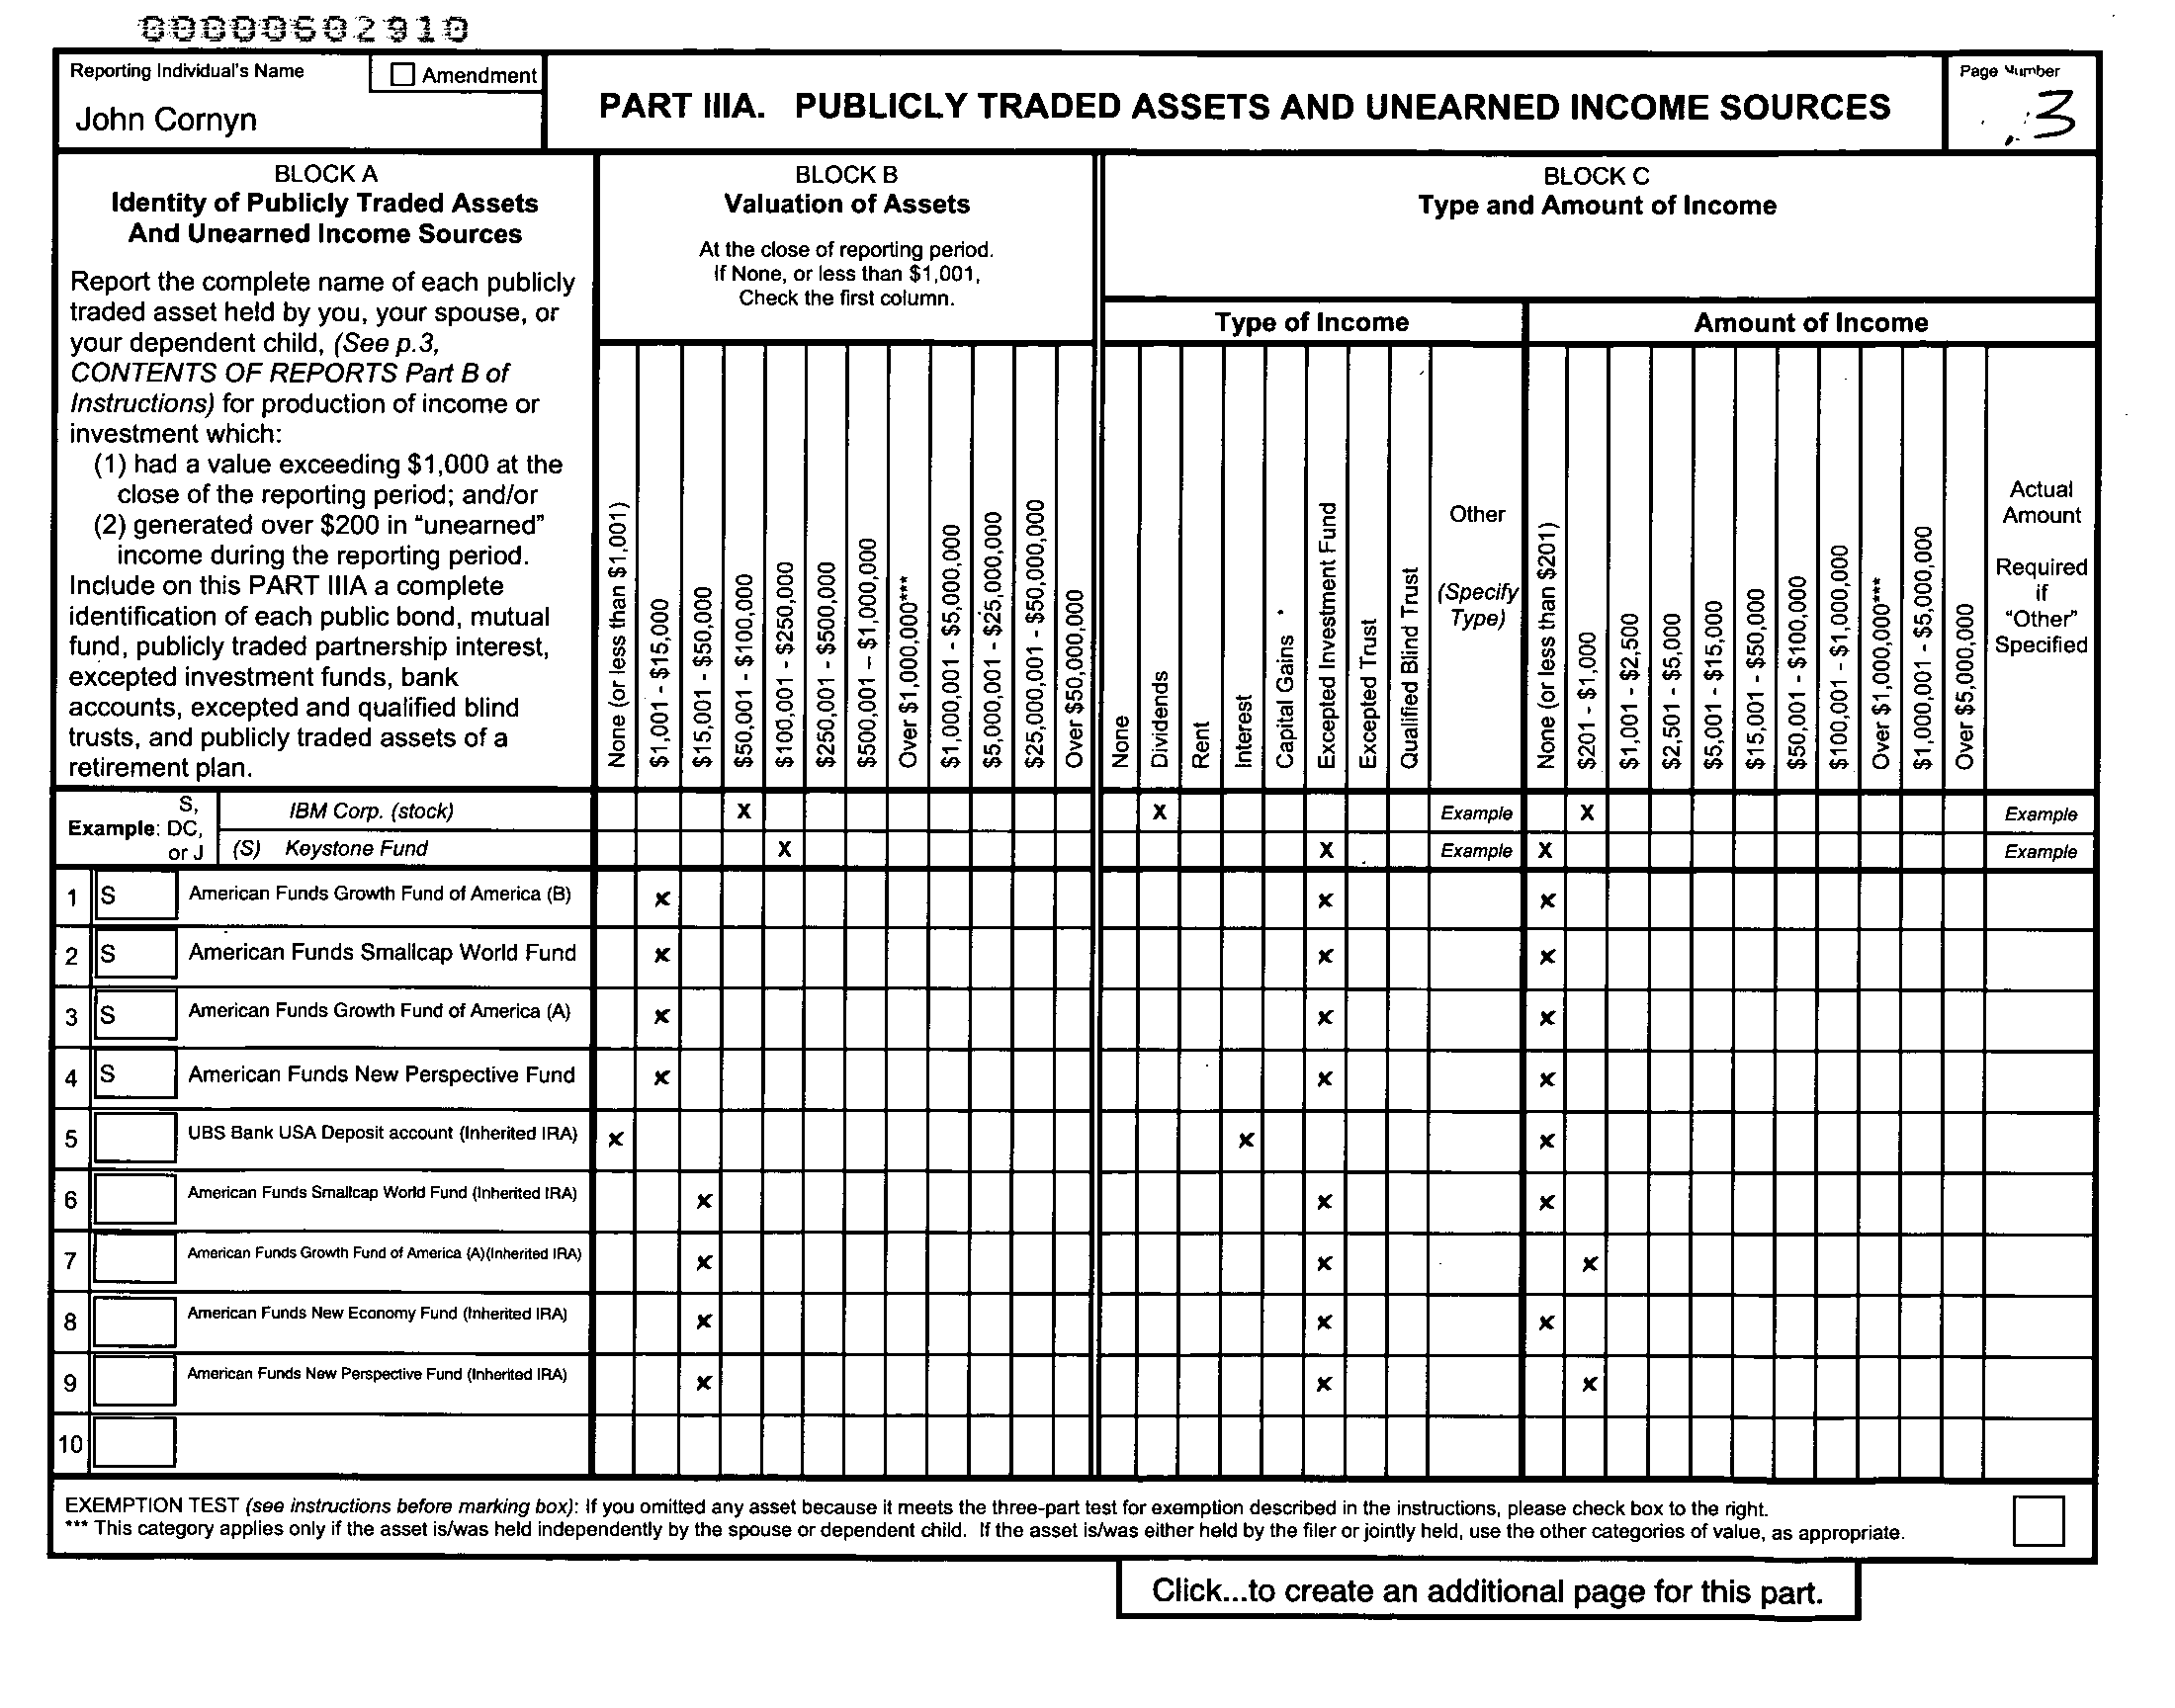 00000502910
Reporting Individual's Name
Amendment
John Cornyn
PART IIIA. PUBLICLY TRADED ASSETS AND UNEARNED INCOME SOURCES
Page Number
3
BLOCK A
Identity of Publicly Traded Assets
And Unearned Income Sources
Report the complete name of each publicly
traded asset held by you, your spouse, or
your dependent child, (See p.3,
CONTENTS OF REPORTS Part B of
Instructions) for production of income or
investment which:
(1) had a value exceeding $1,000 at the
close of the reporting period; and/or
(2) generated over $200 in "unearned"
income during the reporting period.
Include on this PART IIIA a complete
identification of each public bond, mutual
fund, publicly traded partnership interest,
excepted investment funds, bank
accounts, excepted and qualified blind
trusts, and publicly traded assets of a
retirement plan.
BLOCK B
Valuation of Assets
At the close of reporting period.
If None, or less than $1,001,
Check the first column.
None (or less than $1,001)
$1,001 - $15,000
$15,001 - $50,000
$50,001 - $100,000
$100,001 - $250,000
$250,001 - $500,000
$500,001 – $1,000,000
Over $1,000,000***
$1,000,001 - $5,000,000
$5,000,001 - $25,000,000
$25,000,001 - $50,000,000
Over $50,000,000
BLOCK C
Type and Amount of Income
Type of Income
None
Dividends
Rent
Interest
Capital Gains
Excepted Investment Fund
Excepted Trust
Qualified Blind Trust
Other
(Specify
Type)
Amount of Income
None (or less than $201)
$201 - $1,000
$1,001 - $2,500
$2,501 - $5,000
$5,001 - $15,000
$15,001 - $50,000
$50,001 - $100,000
$100,001 - $1,000,000
Over $1,000,000***
$1,000,001 - $5,000,000
Over $5,000,000
Actual
Amount
Required
if
"Other"
Specified
Example: S,
DC,
or J
IBM Corp. (stock) X X Example X Example
(S) Keystone Fund X X Example X Example
1 S American Funds Growth Fund of America (B) x x x
2 S American Funds Smallcap World Fund x x x
3 S American Funds Growth Fund of America (A) x x x
4 S American Funds New Perspective Fund x x x
5 UBS Bank USA Deposit account (Inherited IRA) x x x
6 American Funds Smallcap World Fund (Inherited IRA) x x x
7 American Funds Growth Fund of America (A)(Inherited IRA) x x x
8 American Funds New Economy Fund (Inherited IRA) x x x
9 American Funds New Perspective Fund (Inherited IRA) x x x
10
EXEMPTION TEST (see instructions before marking box): If you omitted any asset because it meets the three-part test for exemption described in the instructions, please check box to the right.
*** This category applies only if the asset is/was held independently by the spouse or dependent child. If the asset is/was either held by the filer or jointly held, use the other categories of value, as appropriate.
Click...to create an additional page for this part.